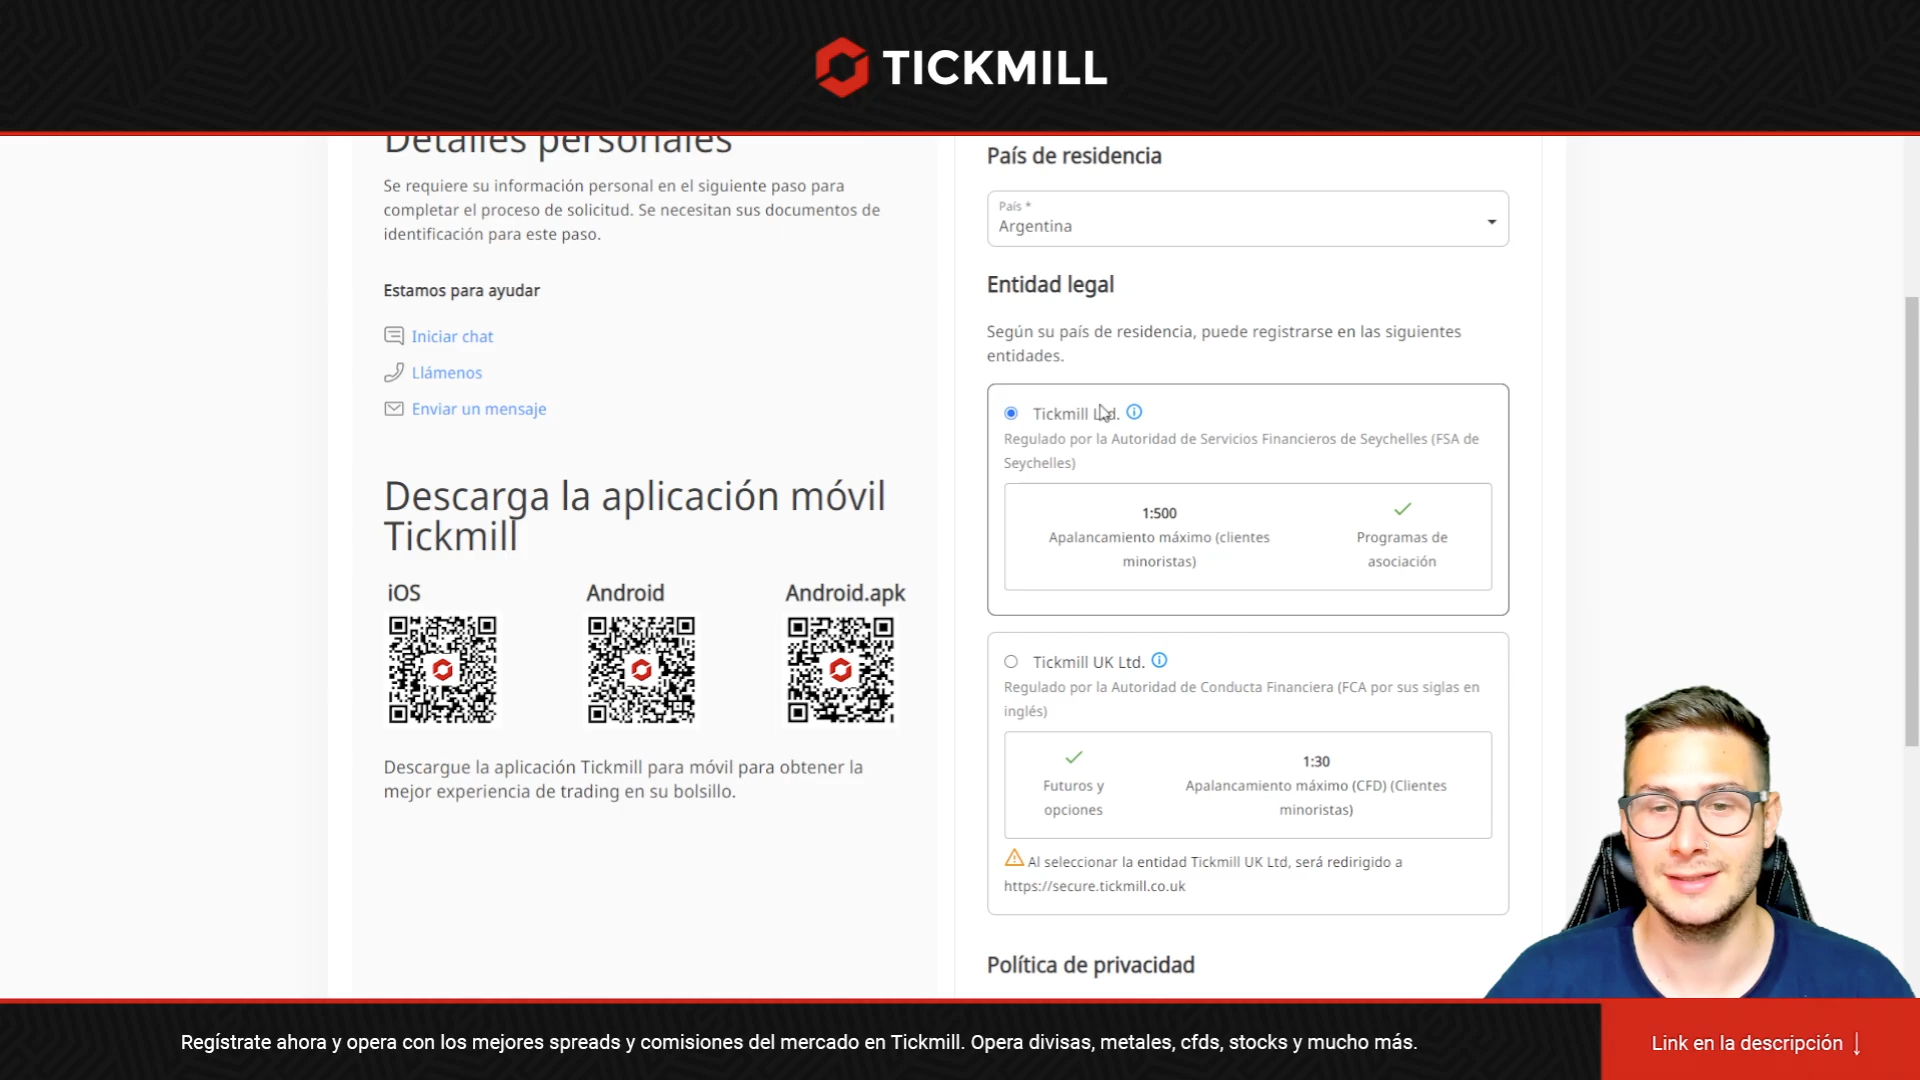 TICKMILL
Detalles personales
Se requiere su información personal en el siguiente paso para
completar el proceso de solicitud. Se necesitan sus documentos de
identificación para este paso.
Estamos para ayudar
Iniciar chat
Llámenos
Enviar un mensaje
Descarga la aplicación móvil
Tickmill
iOS
Android
Android.apk
Descargue la aplicación Tickmill para móvil para obtener la
mejor experiencia de trading en su bolsillo.
País de residencia
País *
Argentina
Entidad legal
Según su país de residencia, puede registrarse en las siguientes
entidades.
Tickmill Ltd.
Regulado por la Autoridad de Servicios Financieros de Seychelles (FSA de
Seychelles)
1:500
Apalancamiento máximo (clientes
minoristas)
Programas de
asociación
Tickmill UK Ltd.
Regulado por la Autoridad de Conducta Financiera (FCA por sus siglas en
inglés)
Futuros y
opciones
1:30
Apalancamiento máximo (CFD) (Clientes
minoristas)
Al seleccionar la entidad Tickmill UK Ltd, será redirigido a
https://secure.tickmill.co.uk
Política de privacidad
Regístrate ahora y opera con los mejores spreads y comisiones del mercado en Tickmill. Opera divisas, metales, cfds, stocks y mucho más.
Link en la descripción